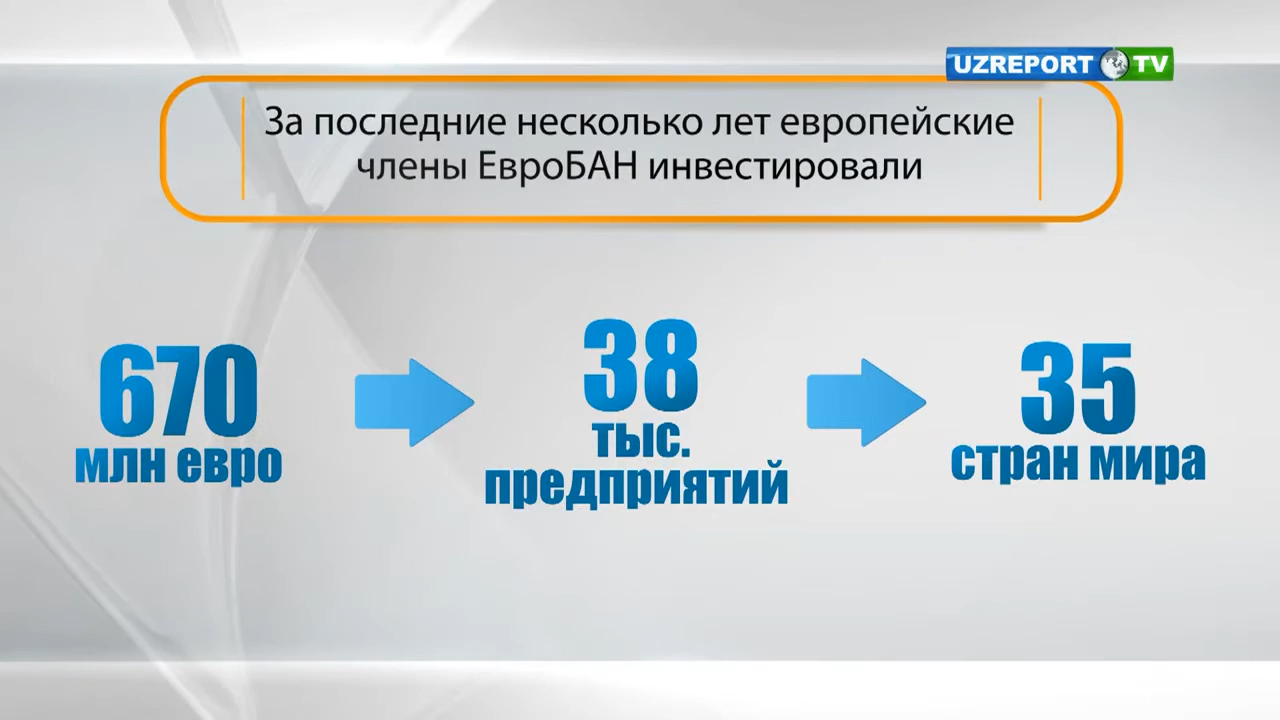 UZREPORT TV
За последние несколько лет европейские
члены ЕвроБАН инвестировали
670
млн евро
38
тыс.
предприятий
35
стран мира